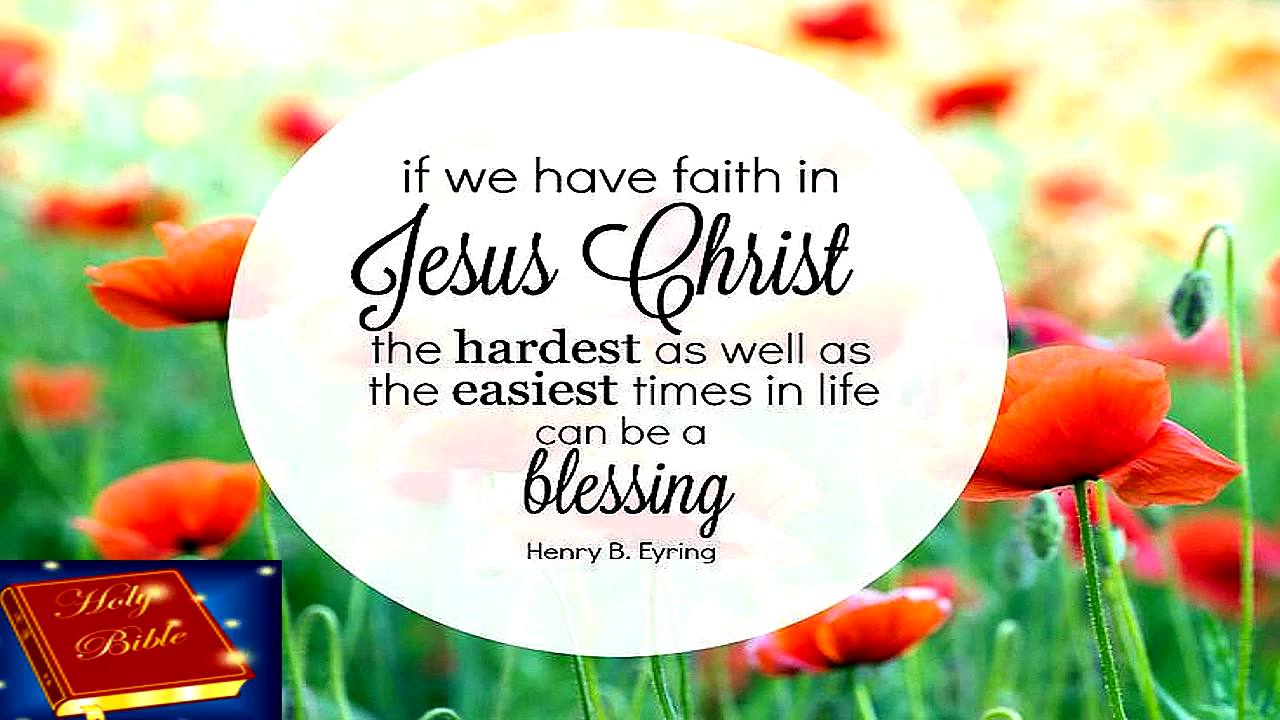 if we have faith in
Jesus Christ
the hardest as well as
the easiest times in life
can be a
blessing
Henry B. Eyring
Holy
Bible